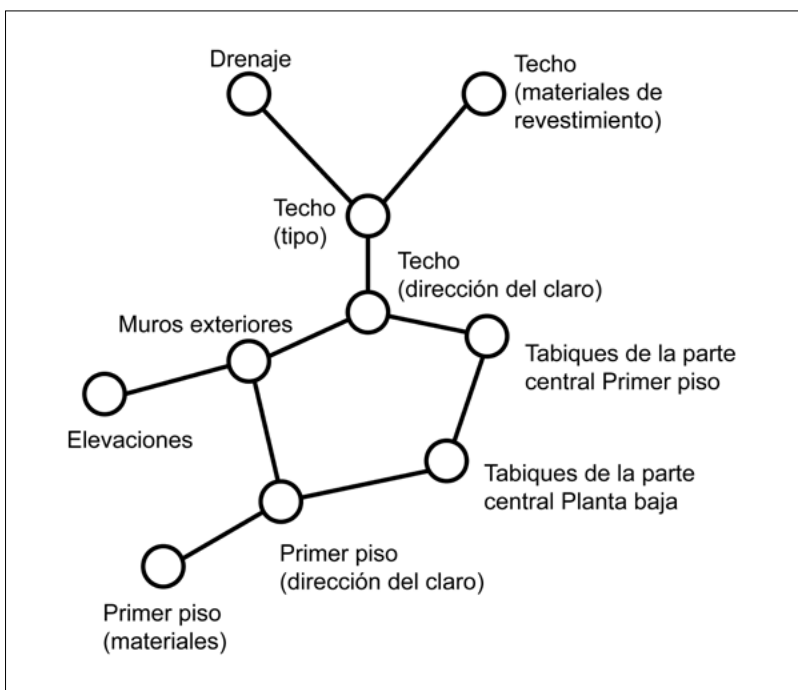 Drenaje
Techo
(materiales de
revestimiento)
Techo
(tipo)
Techo
(dirección del claro)
Muros exteriores
Tabiques de la parte
central Primer piso
Elevaciones
Tabiques de la parte
central Planta baja
Primer piso
(dirección del claro)
Primer piso
(materiales)